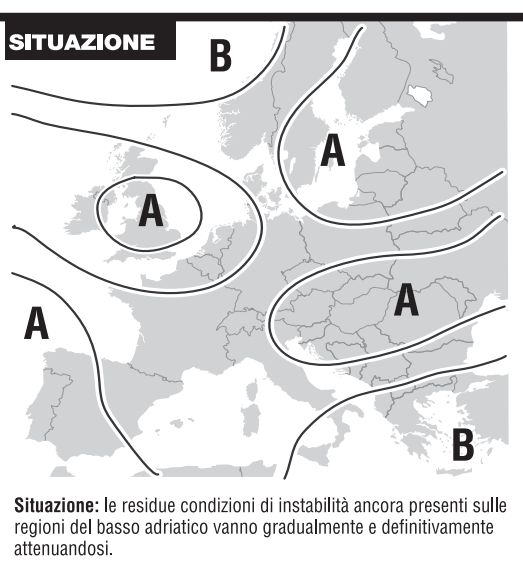 SITUAZIONE
B
A
A
A
A
B
Situazione: le residue condizioni di instabilità ancora presenti sulle
regioni del basso adriatico vanno gradualmente e definitivamente
attenuandosi.